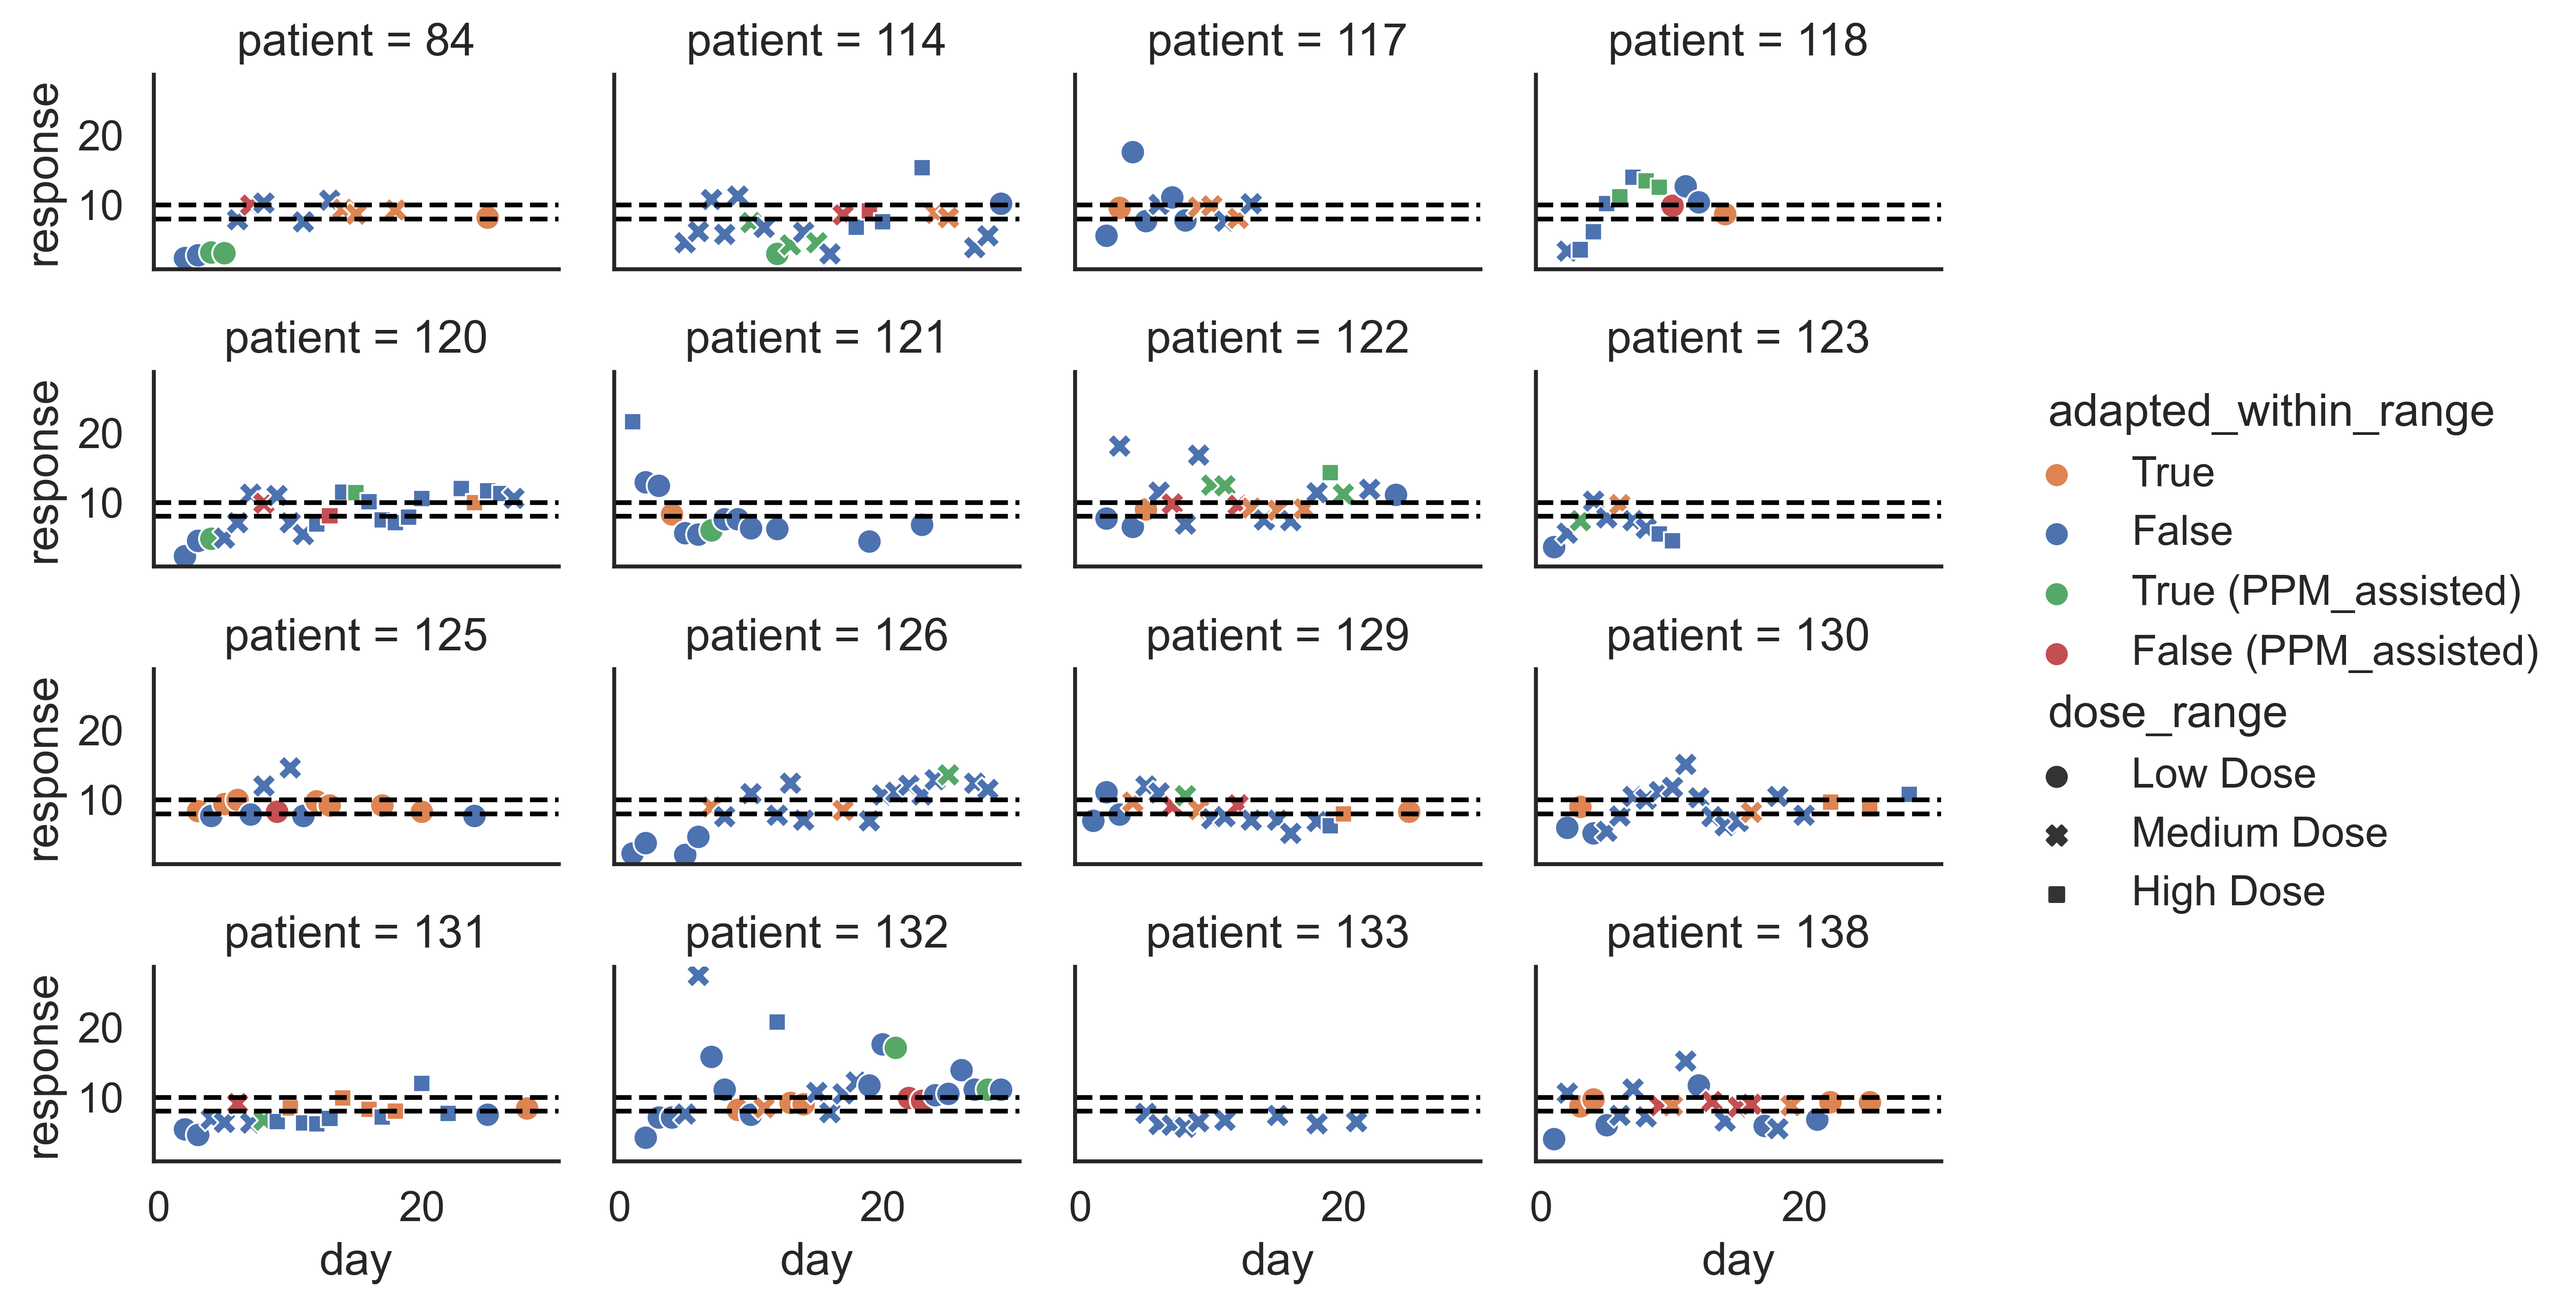 patient = 84
patient = 114
patient = 117
patient = 118
response
20
10
patient = 120
patient = 121
patient = 122
patient = 123
response
20
10
patient = 125
patient = 126
patient = 129
patient = 130
response
20
10
patient = 131
patient = 132
patient = 133
patient = 138
response
20
10
0 20
0 20
0 20
0 20
day
day
day
day
adapted_within_range
True
False
True (PPM_assisted)
False (PPM_assisted)
dose_range
Low Dose
Medium Dose
High Dose